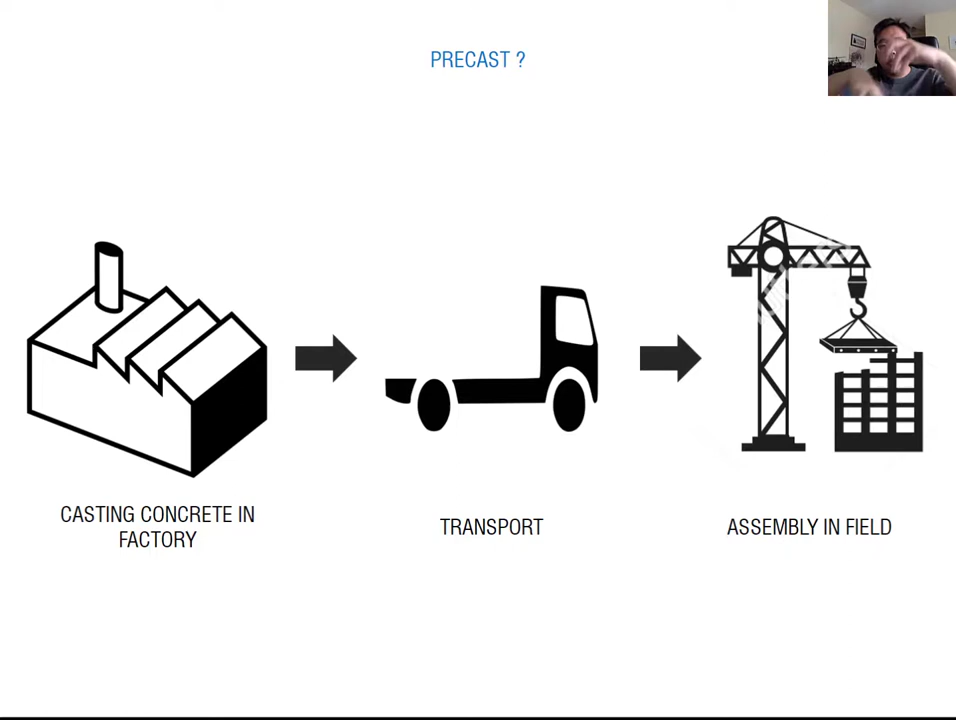 PRECAST ?
CASTING CONCRETE IN
FACTORY
TRANSPORT
ASSEMBLY IN FIELD